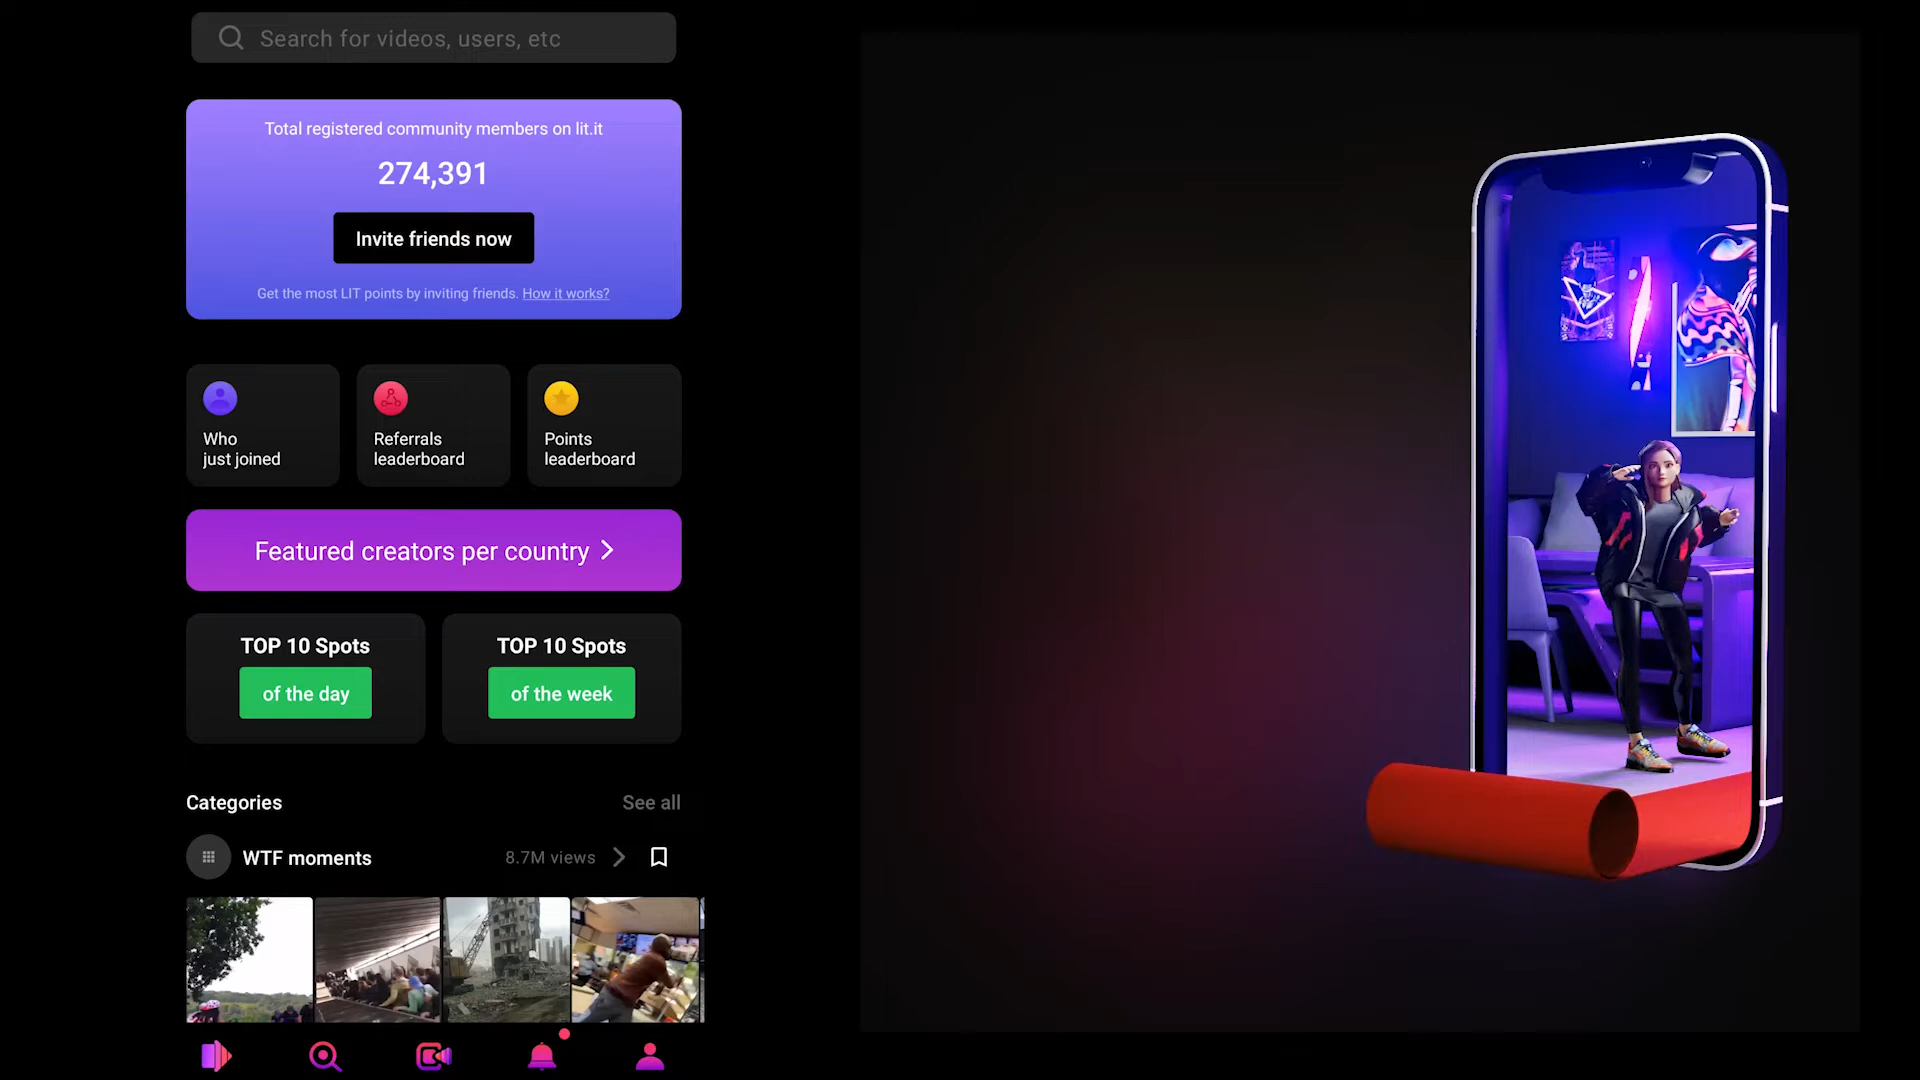 Search for videos, users, etc
Total registered community members on lit.it
274,391
Invite friends now
Get the most LIT points by inviting friends. How it works?
Who
just joined
Referrals
leaderboard
Points
leaderboard
Featured creators per country
TOP 10 Spots
of the day
TOP 10 Spots
of the week
Categories
See all
WTF moments
8.7M views